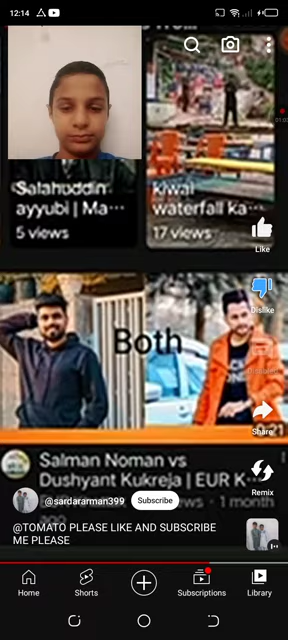 12:14
Salahuddin
ayyubi | Ma...
5 views
kiwai
waterfall ka...
17 views
Like
Dislike
Both
Disabled
Share
Salman Noman vs
Dushyant Kukreja | EUR K...
1 month
Remix
@sardararman399
Subscribe
@TOMATO PLEASE LIKE AND SUBSCRIBE
ME PLEASE
Home
Shorts
Subscriptions
Library